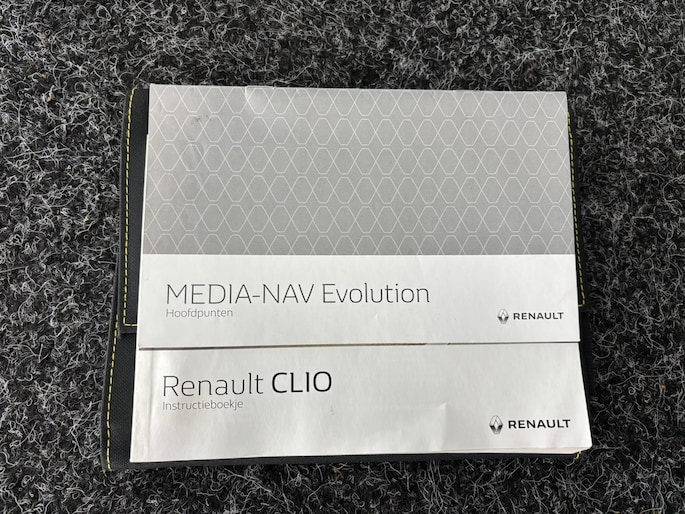 MEDIA-NAV Evolution
Hoofdpunten
RENAULT
Renault CLIO
Instructieboekje
RENAULT